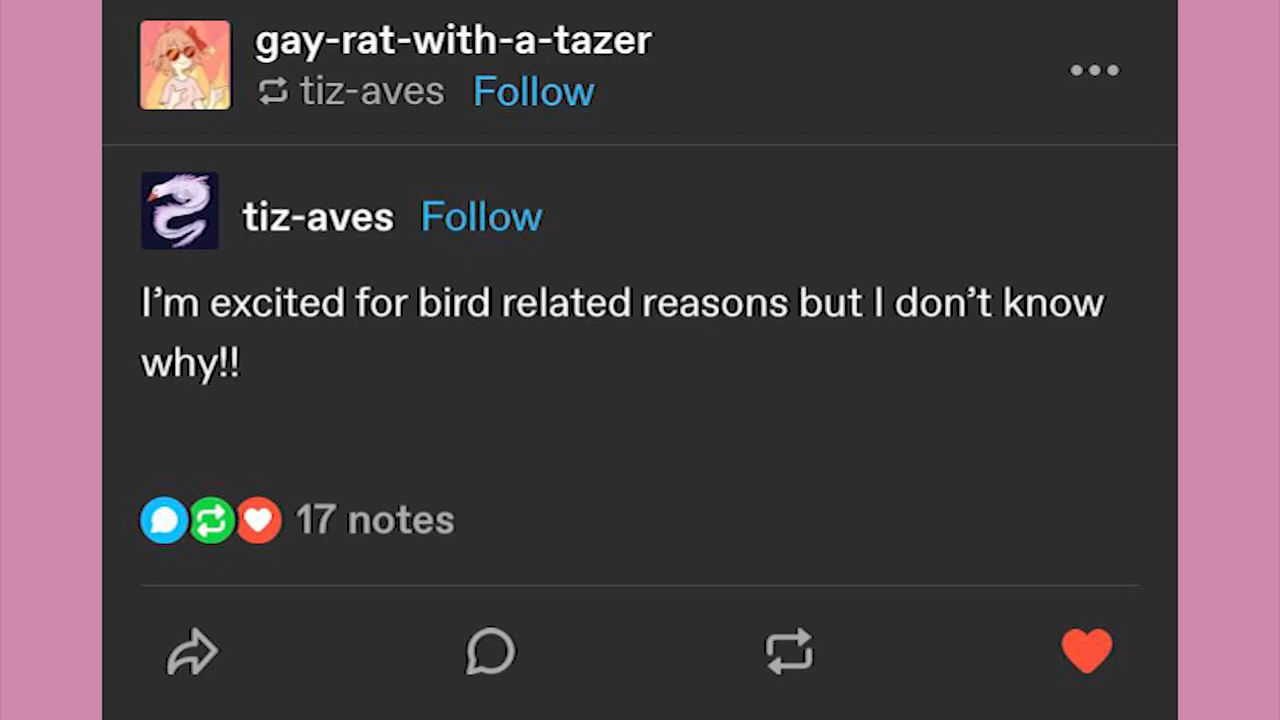 gay-rat-with-a-tazer
tiz-aves Follow
tiz-aves Follow
I'm excited for bird related reasons but I don't know
why!!
17 notes